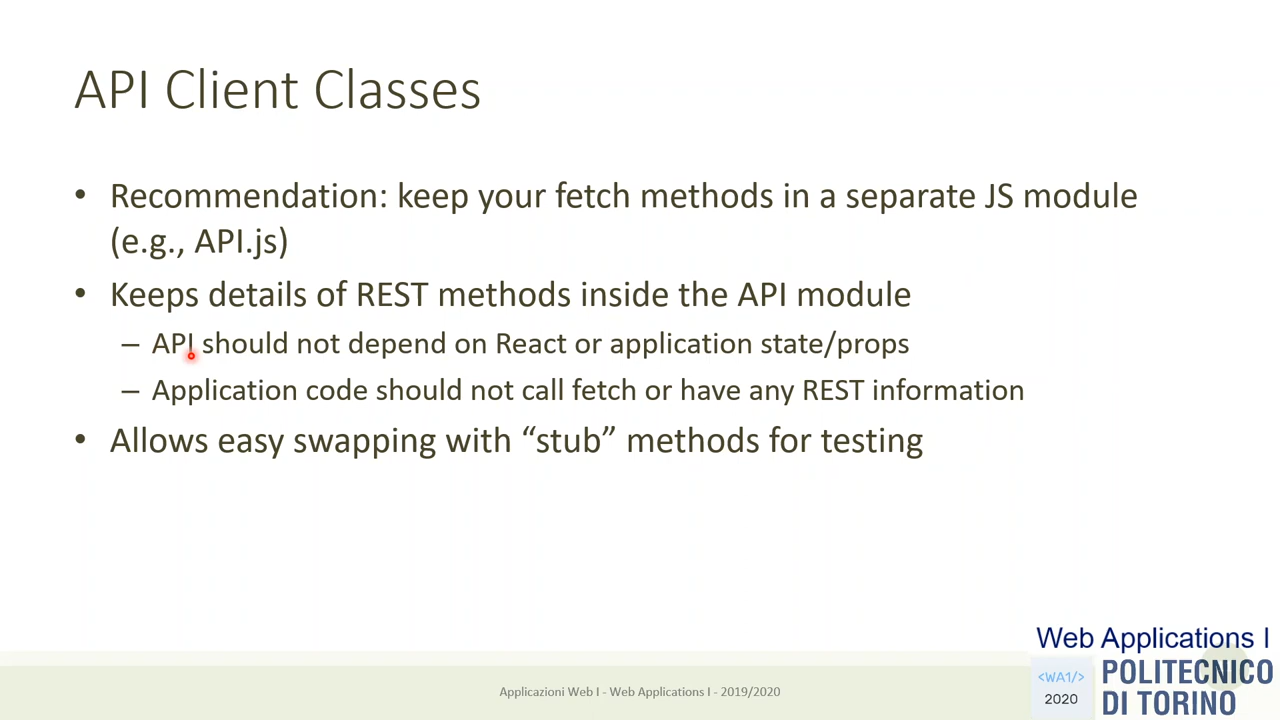 API Client Classes
• Recommendation: keep your fetch methods in a separate JS module
(e.g., API.js)
• Keeps details of REST methods inside the API module
– API should not depend on React or application state/props
– Application code should not call fetch or have any REST information
• Allows easy swapping with “stub” methods for testing
Web Applications I
<WA1/>
2020
POLITECNICO
DI TORINO
Applicazioni Web I - Web Applications I - 2019/2020